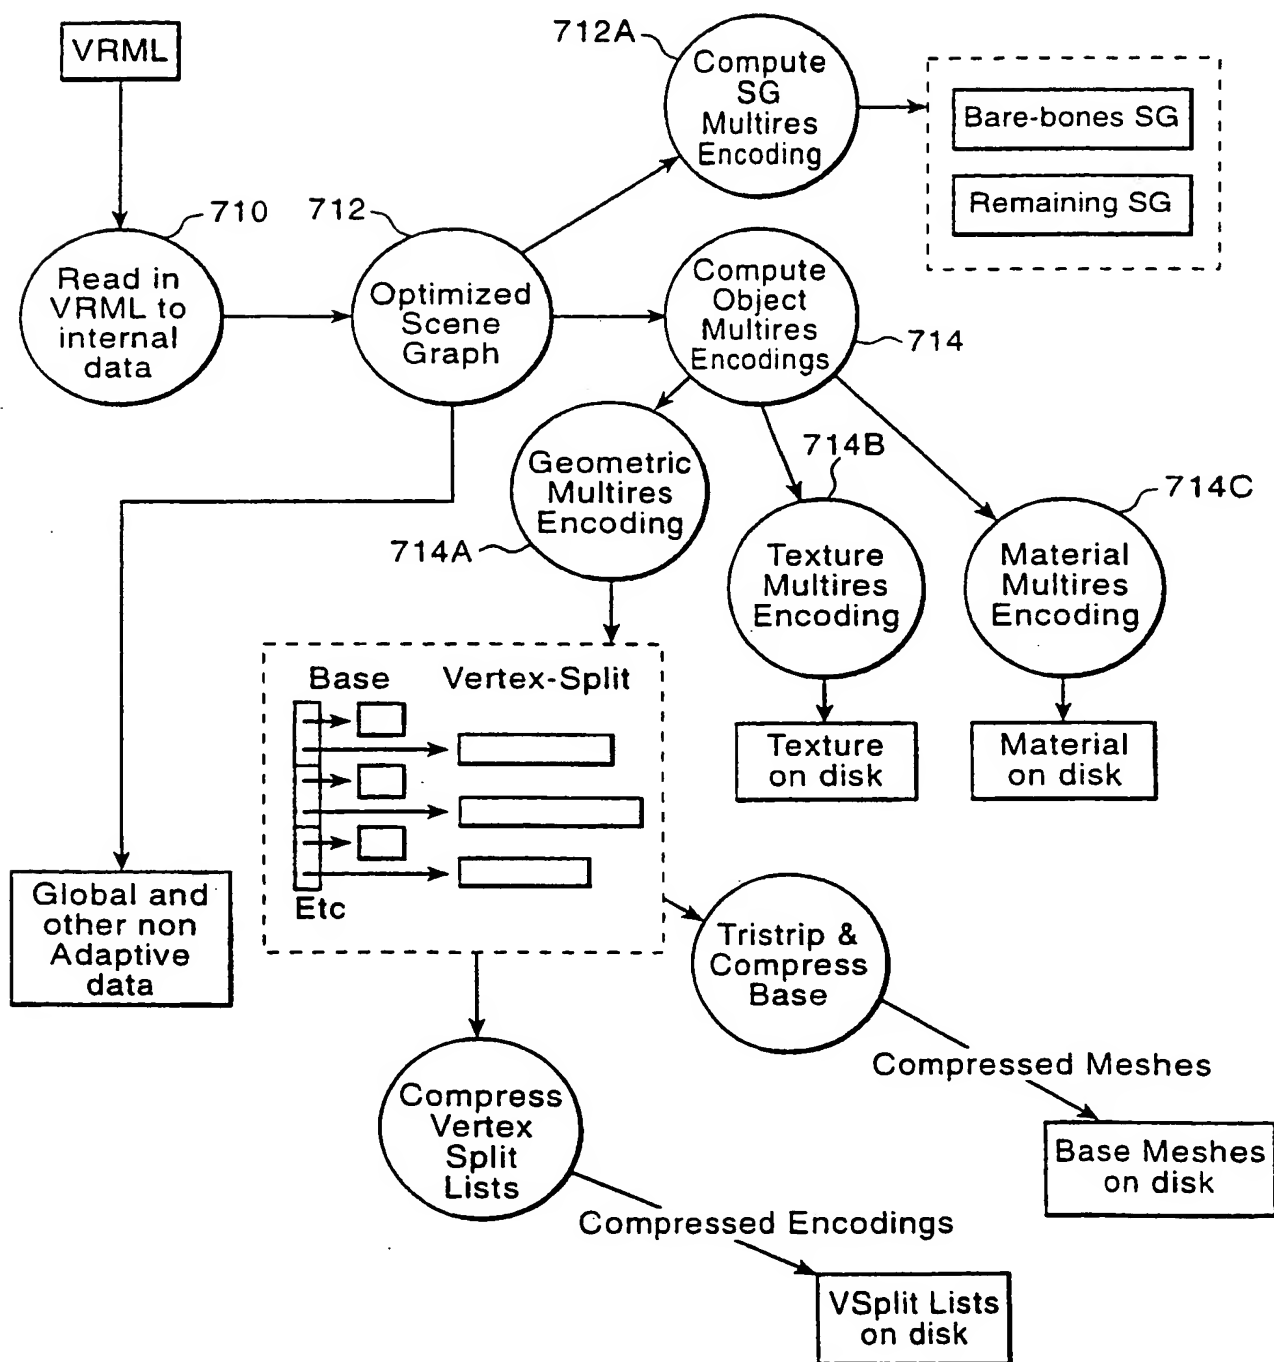 VRML
712A
Compute
SG
Multires
Encoding
Bare-bones SG
Remaining SG
710
712
Read in
VRML to
internal
data
Optimized
Scene
Graph
Compute
Object
Multires
Encodings
714
Geometric
Multires
Encoding
714A
714B
Texture
Multires
Encoding
714C
Material
Multires
Encoding
Base
Vertex-Split
Etc
Texture
on disk
Material
on disk
Global and
other non
Adaptive
data
Tristrip &
Compress
Base
Compressed Meshes
Base Meshes
on disk
Compress
Vertex
Split
Lists
Compressed Encodings
VSplit Lists
on disk